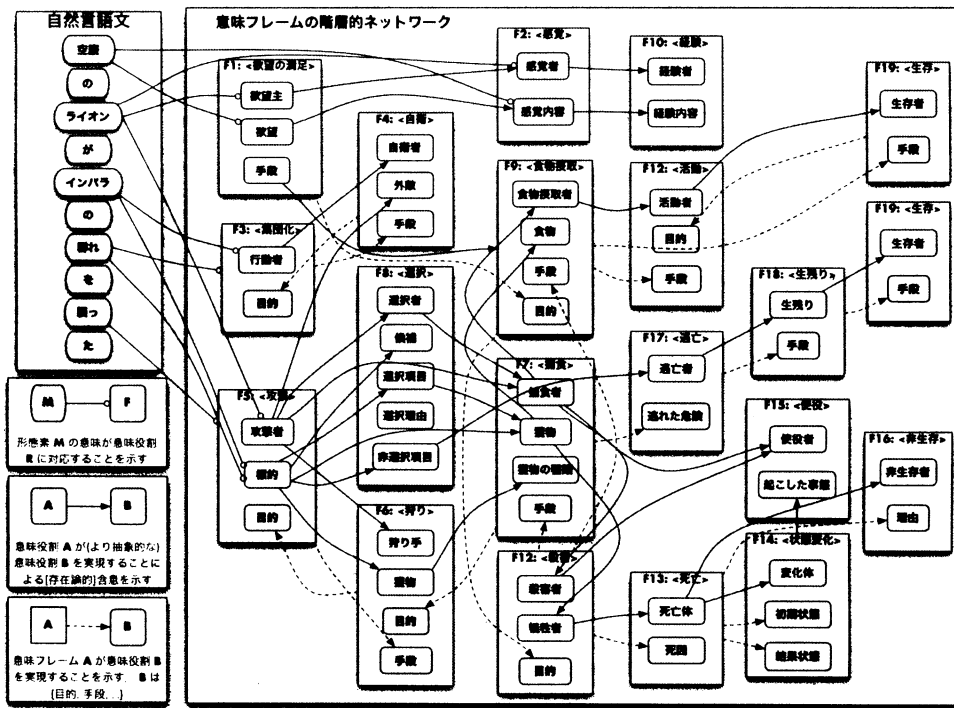 自然言語文
空腹
の
ライオン
が
インパラ
の
群れ
を
襲っ
た
M
F
形態素 M の意味が意味役割
R に対応することを示す
A
B
意味役割 A が(より抽象的な)
意味役割 B を実現することに
よる[存在論的]含意を示す
A
B
意味フレーム A が意味役割 B
を実現することを示す. B は
{目的, 手段, ...}
意味フレームの階層的ネットワーク
F1: <欲望の満足>
欲望主
欲望
手段
F3: <集団化>
行動者
目的
F5: <攻撃>
攻撃者
標的
目的
F4: <自衛>
自衛者
外敵
手段
F8: <選択>
選択者
候補
選択項目
選択理由
非選択項目
F6: <狩り>
狩り手
獲物
目的
手段
F2: <感覚>
感覚者
感覚内容
F9: <食物摂取>
食物摂取者
食物
手段
目的
F7: <捕食>
捕食者
獲物
獲物の種類
手段
F12: <殺害>
殺害者
犠牲者
目的
F10: <経験>
経験者
経験内容
F12: <活動>
活動者
目的
手段
F17: <逃亡>
逃亡者
逃れた危険
F13: <死亡>
死亡体
死因
F18: <生残り>
生残り
手段
F15: <使役>
使役者
起こした事態
F14: <状態変化>
変化体
初期状態
結果状態
F19: <生存>
生存者
手段
F19: <生存>
生存者
手段
F16: <非生存>
非生存者
理由